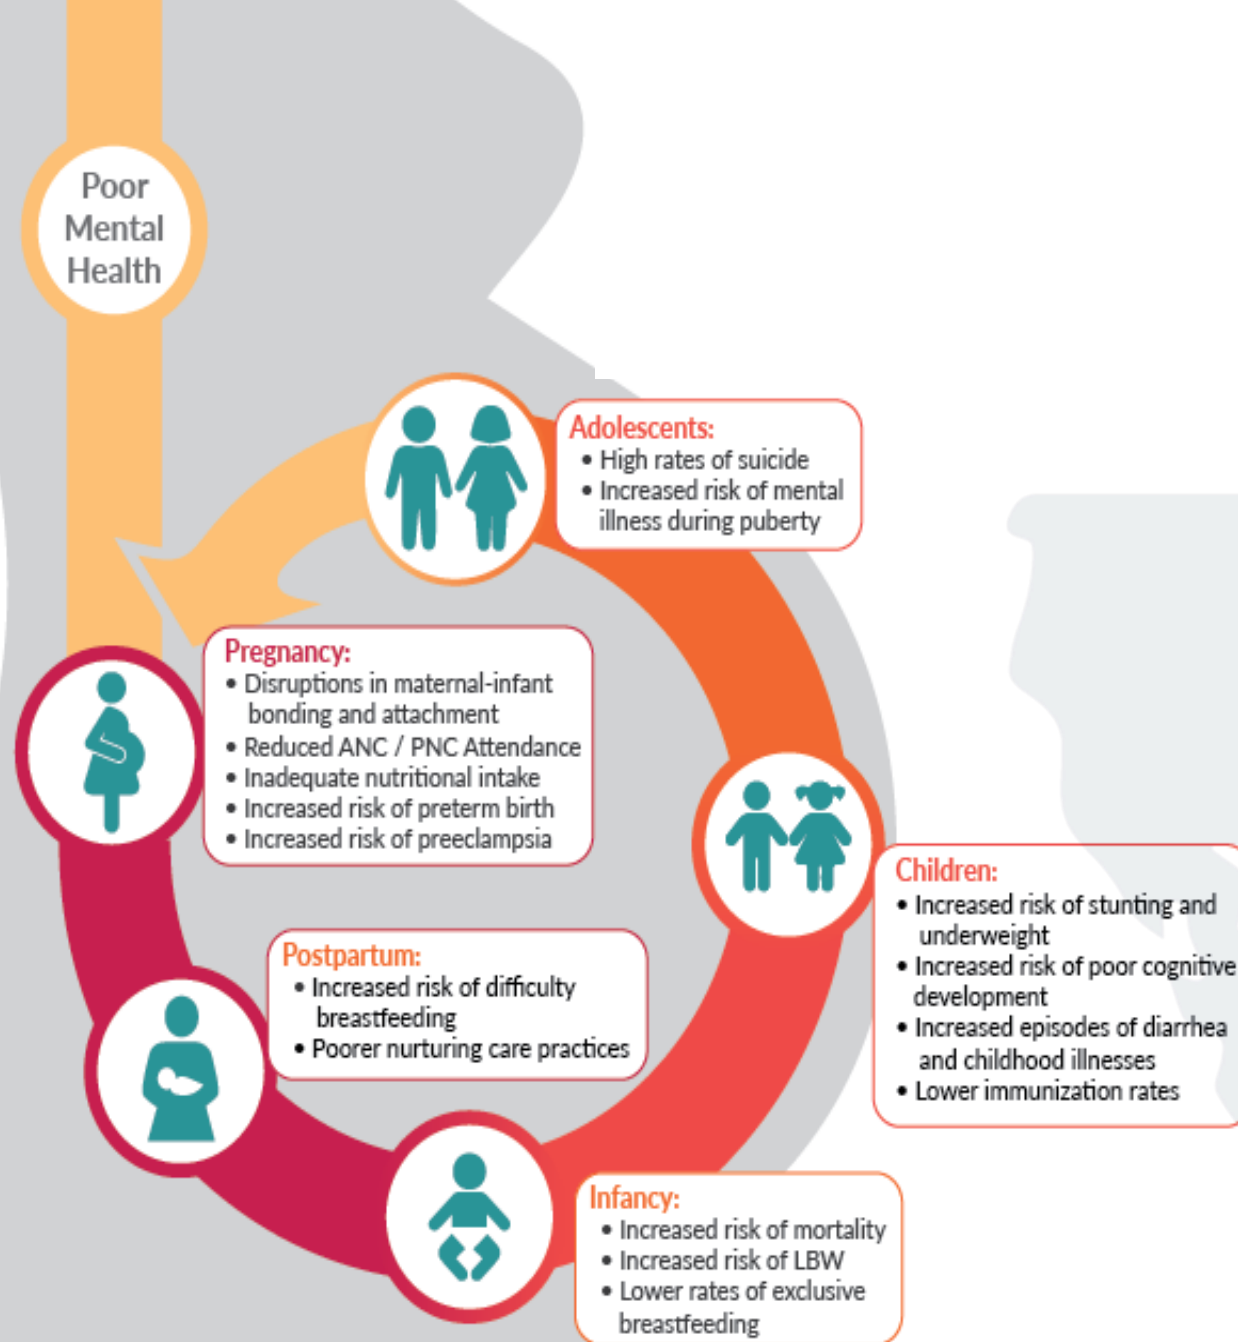 Poor
Mental
Health
Adolescents:
• High rates of suicide
• Increased risk of mental
illness during puberty
Pregnancy:
• Disruptions in maternal-infant
bonding and attachment
• Reduced ANC / PNC Attendance
• Inadequate nutritional intake
• Increased risk of preterm birth
• Increased risk of preeclampsia
Children:
• Increased risk of stunting and
underweight
• Increased risk of poor cognitive
development
• Increased episodes of diarrhea
and childhood illnesses
• Lower immunization rates
Postpartum:
• Increased risk of difficulty
breastfeeding
• Poorer nurturing care practices
Infancy:
• Increased risk of mortality
• Increased risk of LBW
• Lower rates of exclusive
breastfeeding